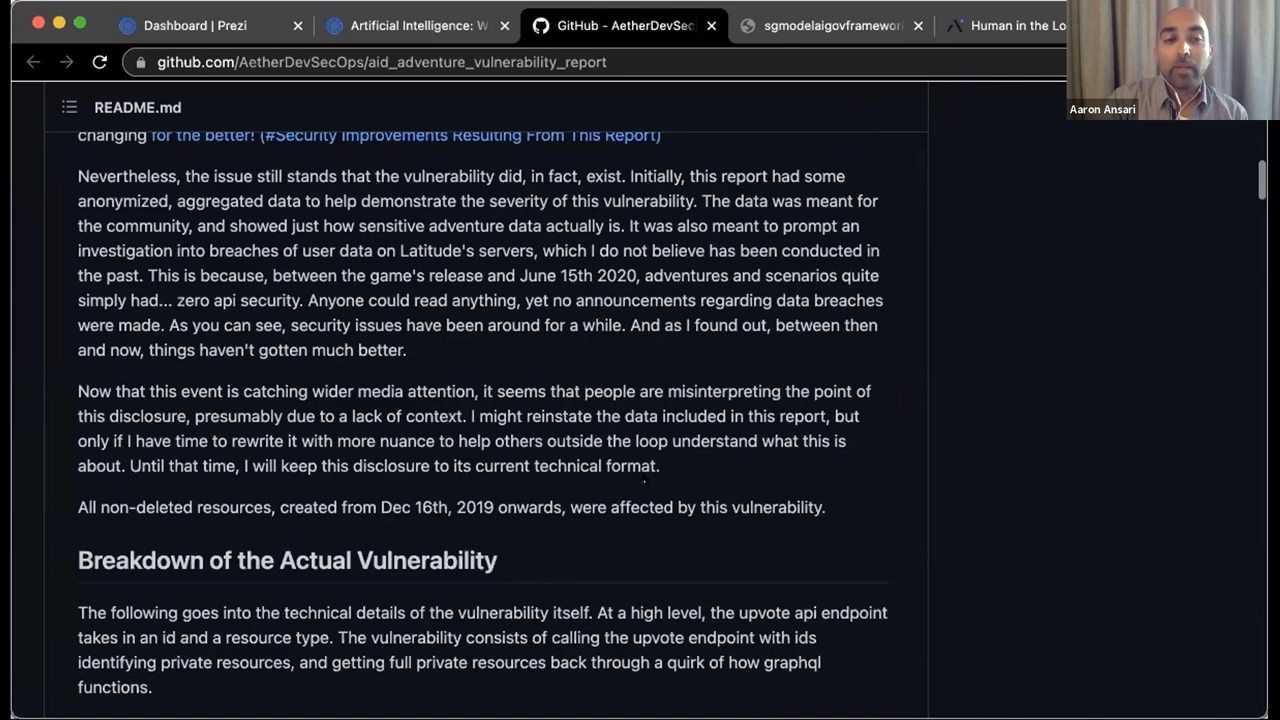 Dashboard | Prezi
Artificial Intelligence: W
GitHub - AetherDevSec
sgmodelaigovframewor
Human in the Lo
github.com/AetherDevSecOps/aid_adventure_vulnerability_report
Aaron Ansari
README.md
changing for the better! (#Security Improvements Resulting From This Report)
Nevertheless, the issue still stands that the vulnerability did, in fact, exist. Initially, this report had some
anonymized, aggregated data to help demonstrate the severity of this vulnerability. The data was meant for
the community, and showed just how sensitive adventure data actually is. It was also meant to prompt an
investigation into breaches of user data on Latitude's servers, which I do not believe has been conducted in
the past. This is because, between the game's release and June 15th 2020, adventures and scenarios quite
simply had... zero api security. Anyone could read anything, yet no announcements regarding data breaches
were made. As you can see, security issues have been around for a while. And as I found out, between then
and now, things haven't gotten much better.
Now that this event is catching wider media attention, it seems that people are misinterpreting the point of
this disclosure, presumably due to a lack of context. I might reinstate the data included in this report, but
only if I have time to rewrite it with more nuance to help others outside the loop understand what this is
about. Until that time, I will keep this disclosure to its current technical format.
All non-deleted resources, created from Dec 16th, 2019 onwards, were affected by this vulnerability.
Breakdown of the Actual Vulnerability
The following goes into the technical details of the vulnerability itself. At a high level, the upvote api endpoint
takes in an id and a resource type. The vulnerability consists of calling the upvote endpoint with ids
identifying private resources, and getting full private resources back through a quirk of how graphql
functions.